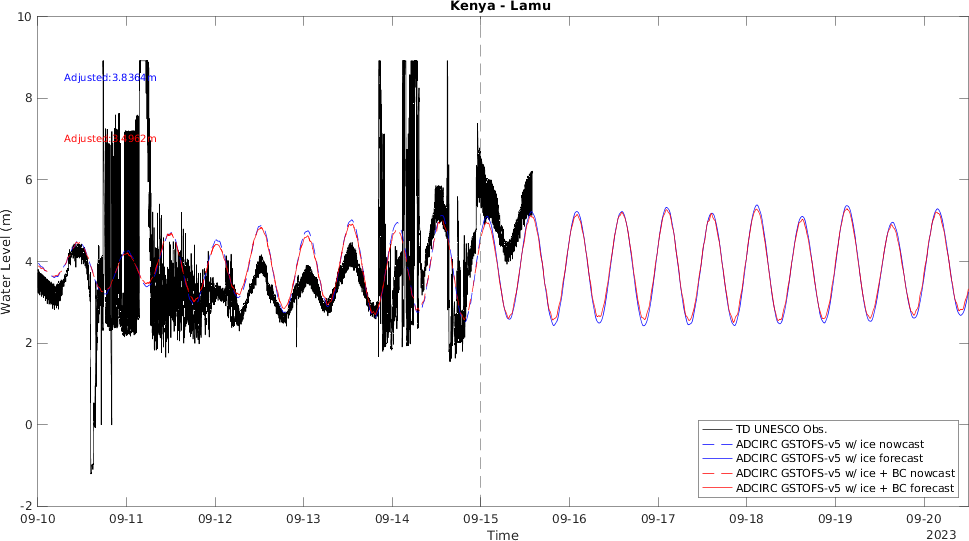 Kenya - Lamu
10
8
6
4
2
0
-2
Water Level (m)
Adjusted:3.8364m
Adjusted:3.4962m
09-10
09-11
09-12
09-13
09-14
09-15
09-16
09-17
09-18
09-19
09-20
Time
2023
TD UNESCO Obs.
ADCIRC GSTOFS-v5 w/ ice nowcast
ADCIRC GSTOFS-v5 w/ ice forecast
ADCIRC GSTOFS-v5 w/ ice + BC nowcast
ADCIRC GSTOFS-v5 w/ ice + BC forecast